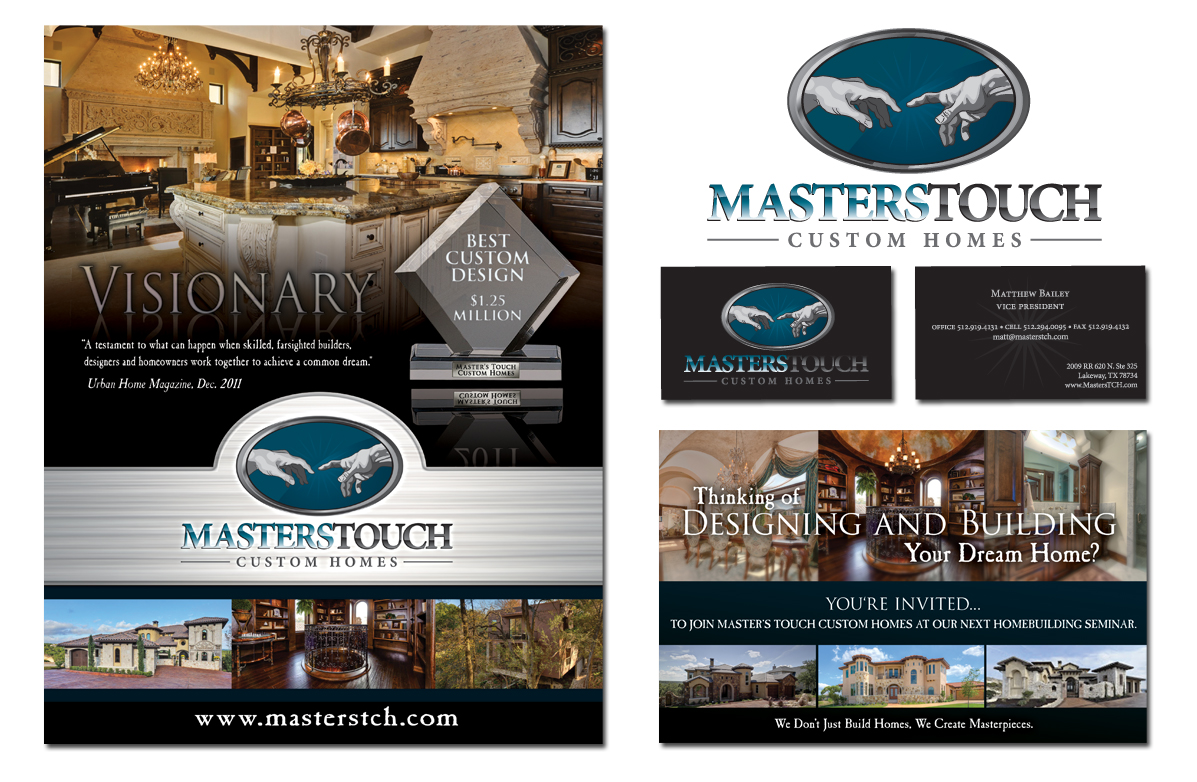 VISIONARY
"A testament to what can happen when skilled, farsighted builders,
designers and homeowners work together to achieve a common dream."
Urban Home Magazine, Dec. 2011
BEST
CUSTOM
DESIGN
$1.25
MILLION
MASTER'S TOUCH
CUSTOM HOMES
2011
MASTERSTOUCH
CUSTOM HOMES
www.masterstch.com
MASTERSTOUCH
CUSTOM HOMES
MASTERSTOUCH
CUSTOM HOMES
MATTHEW BAILEY
VICE PRESIDENT
OFFICE 512.919.4131 • CELL 512.294.0095 • FAX 512.919.4132
matt@masterstch.com
2009 RR 620 N. Ste 325
Lakeway, TX 78734
www.MastersTCH.com
Thinking of
DESIGNING AND BUILDING
Your Dream Home?
YOU'RE INVITED...
TO JOIN MASTER'S TOUCH CUSTOM HOMES AT OUR NEXT HOMEBUILDING SEMINAR.
We Don't Just Build Homes, We Create Masterpieces.